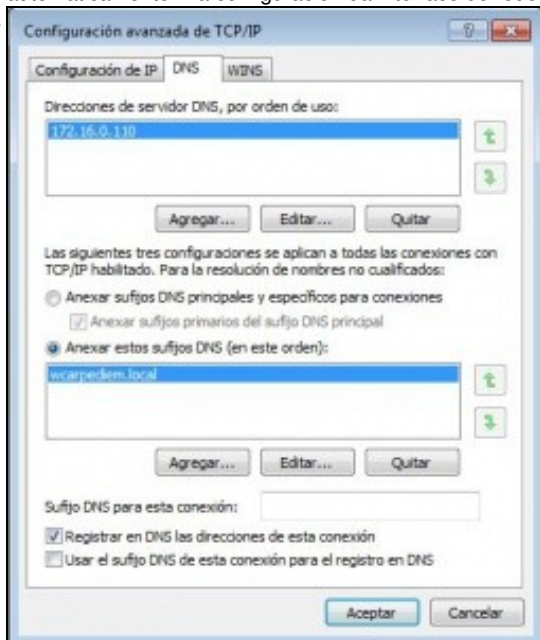 Configuración avanzada de TCP/IP
Configuración de IP DNS WINS
Direcciones de servidor DNS, por orden de uso:
172.16.0.110
Agregar... Editar... Quitar
Las siguientes tres configuraciones se aplican a todas las conexiones con
TCP/IP habilitado. Para la resolución de nombres no cualificados:
Anexar sufijos DNS principales y específicos para conexiones
Anexar sufijos primarios del sufijo DNS principal
Anexar estos sufijos DNS (en este orden):
wcarpediem.local
Agregar... Editar... Quitar
Sufijo DNS para esta conexión:
Registrar en DNS las direcciones de esta conexión
Usar el sufijo DNS de esta conexión para el registro en DNS
Aceptar Cancelar